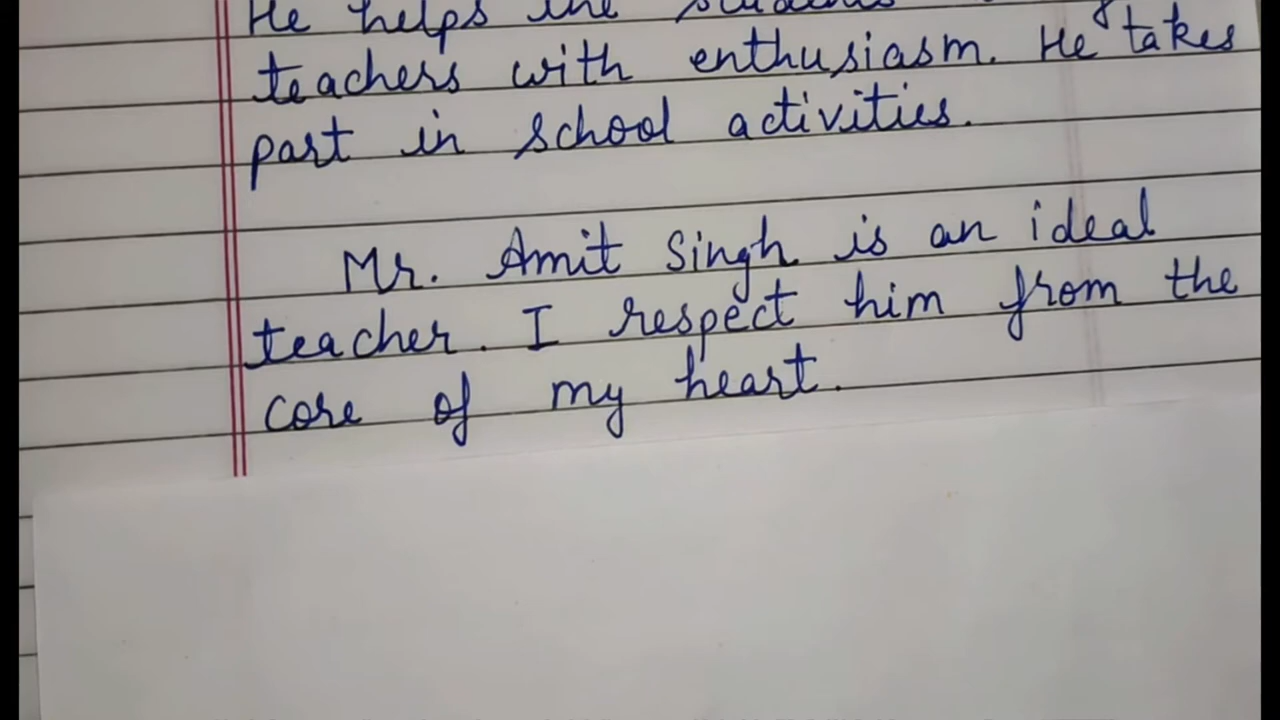 He helps the students
teachers with enthusiasm. He takes
part in school activities.
Mr. Amit Singh is an ideal
teacher. I respect him from the
core of my heart.